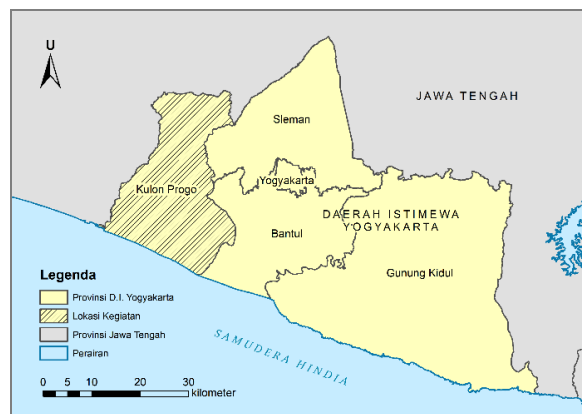 U
JAWA TENGAH
Sleman
Yogyakarta
Kulon Progo
DAERAH ISTIMEWA
YOGYAKARTA
Bantul
Gunung Kidul
Legenda
Provinsi D.I. Yogyakarta
Lokasi Kegiatan
Provinsi Jawa Tengah
Perairan
SAMUDERA HINDIA
0 5 10 20 30
kilometer